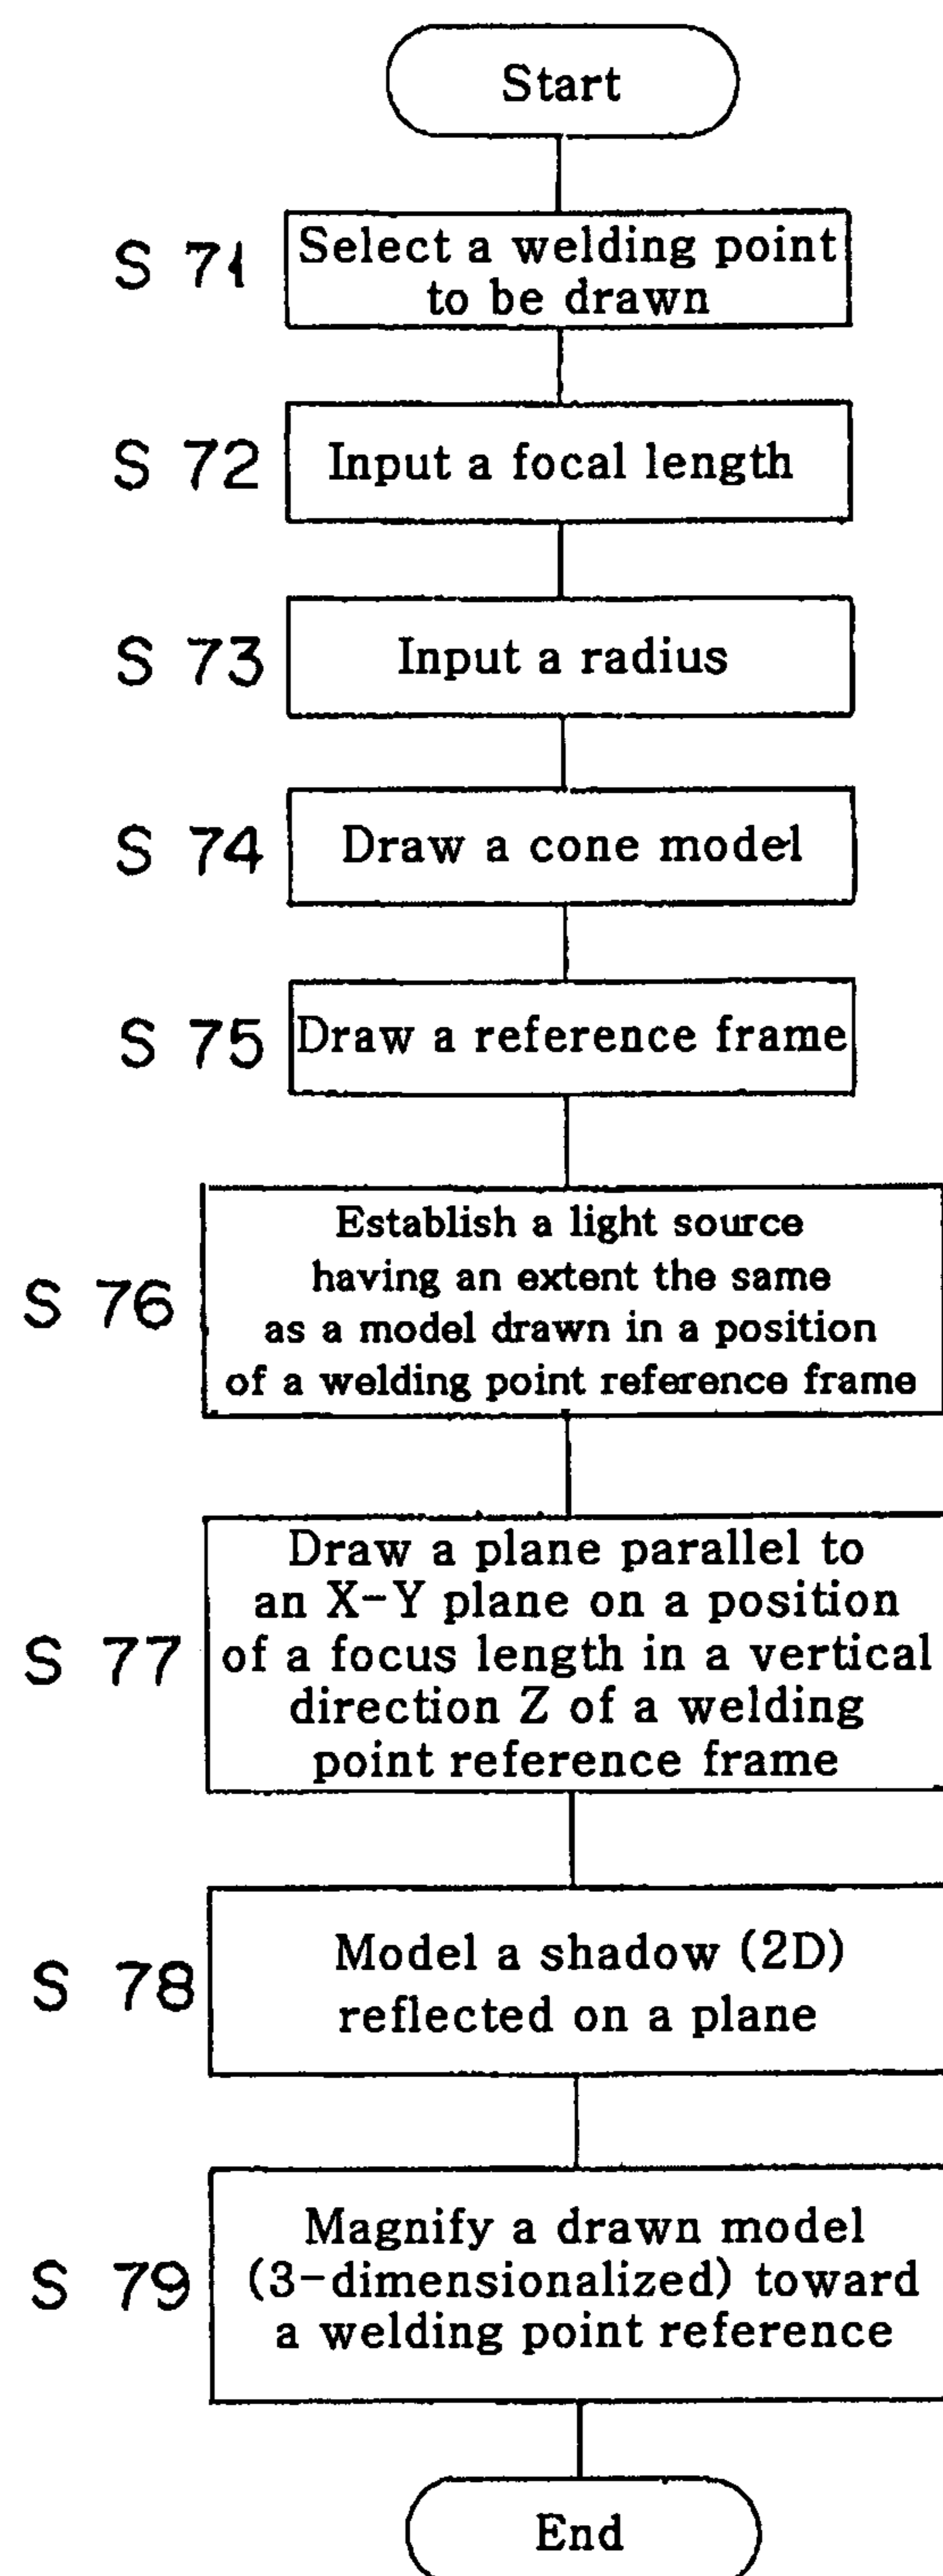 Start
S 71
Select a welding point
to be drawn
S 72
Input a focal length
S 73
Input a radius
S 74
Draw a cone model
S 75
Draw a reference frame
S 76
Establish a light source
having an extent the same
as a model drawn in a position
of a welding point reference frame
S 77
Draw a plane parallel to
an X-Y plane on a position
of a focus length in a vertical
direction Z of a welding
point reference frame
S 78
Model a shadow (2D)
reflected on a plane
S 79
Magnify a drawn model
(3-dimensionalized) toward
a welding point reference
End